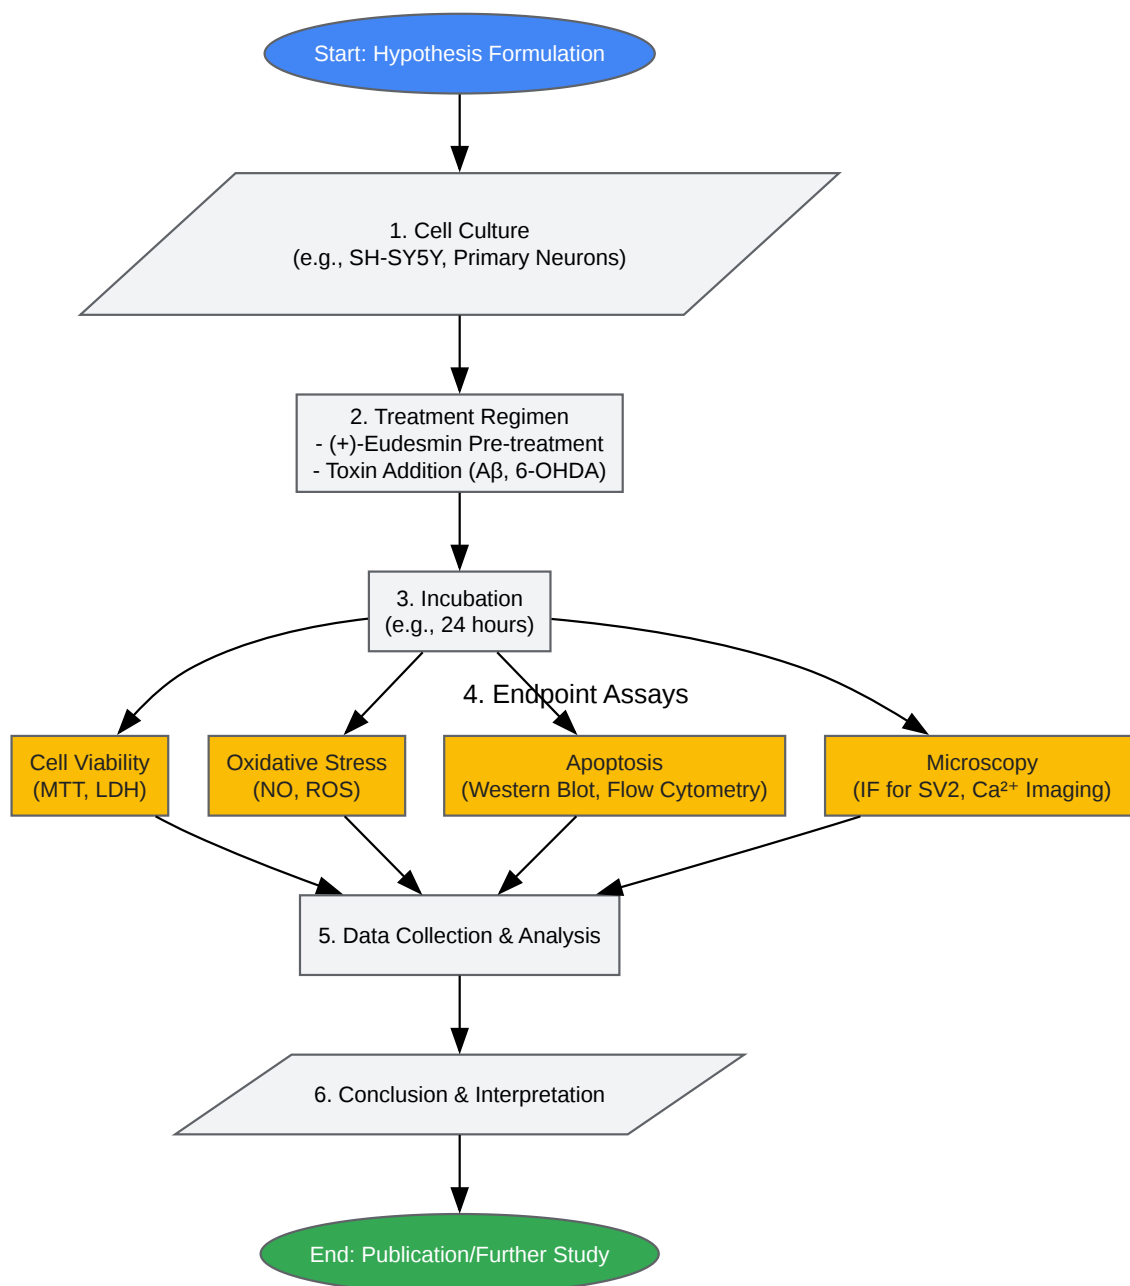 Start: Hypothesis Formulation
1. Cell Culture
(e.g., SH-SY5Y, Primary Neurons)
2. Treatment Regimen
- (+)-Eudesmin Pre-treatment
- Toxin Addition (Aβ, 6-OHDA)
3. Incubation
(e.g., 24 hours)
4. Endpoint Assays
Cell Viability
(MTT, LDH)
Oxidative Stress
(NO, ROS)
Apoptosis
(Western Blot, Flow Cytometry)
Microscopy
(IF for SV2, Ca²⁺ Imaging)
5. Data Collection & Analysis
6. Conclusion & Interpretation
End: Publication/Further Study